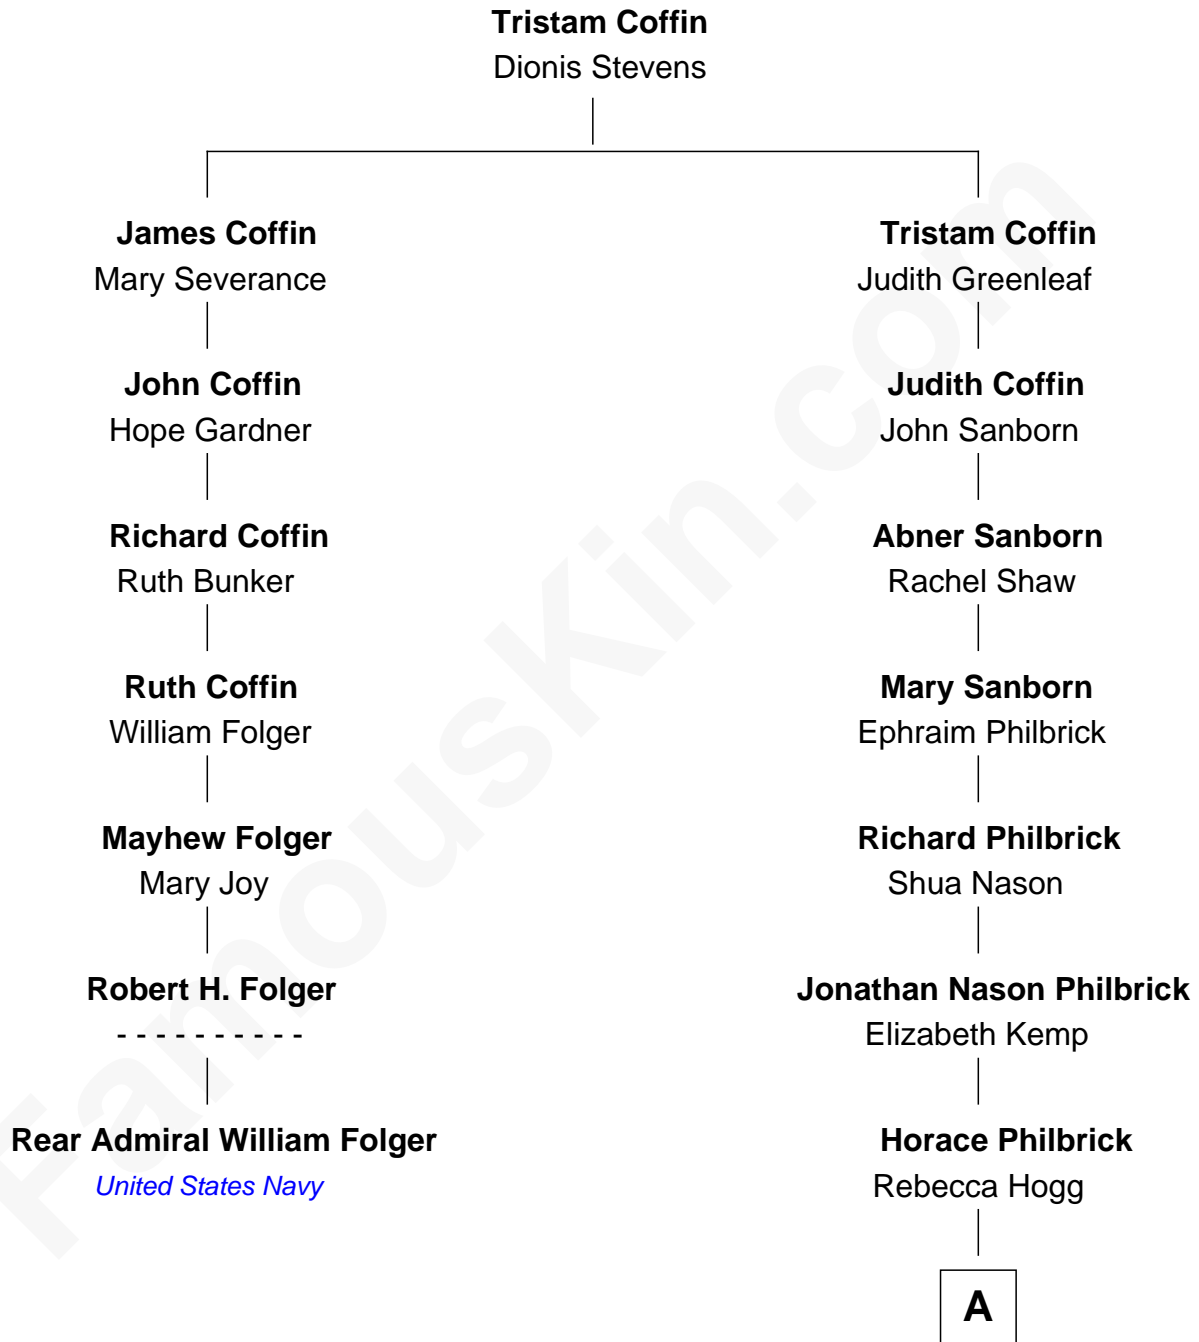 Tristam Coffin
Dionis Stevens
James Coffin
Mary Severance
Tristam Coffin
Judith Greenleaf
John Coffin
Hope Gardner
Judith Coffin
John Sanborn
Richard Coffin
Ruth Bunker
Abner Sanborn
Rachel Shaw
Ruth Coffin
William Folger
Mary Sanborn
Ephraim Philbrick
Mayhew Folger
Mary Joy
Richard Philbrick
Shua Nason
Robert H. Folger
- - - - - - - - - -
Jonathan Nason Philbrick
Elizabeth Kemp
Rear Admiral William Folger
United States Navy
Horace Philbrick
Rebecca Hogg
A
FamousKin.com